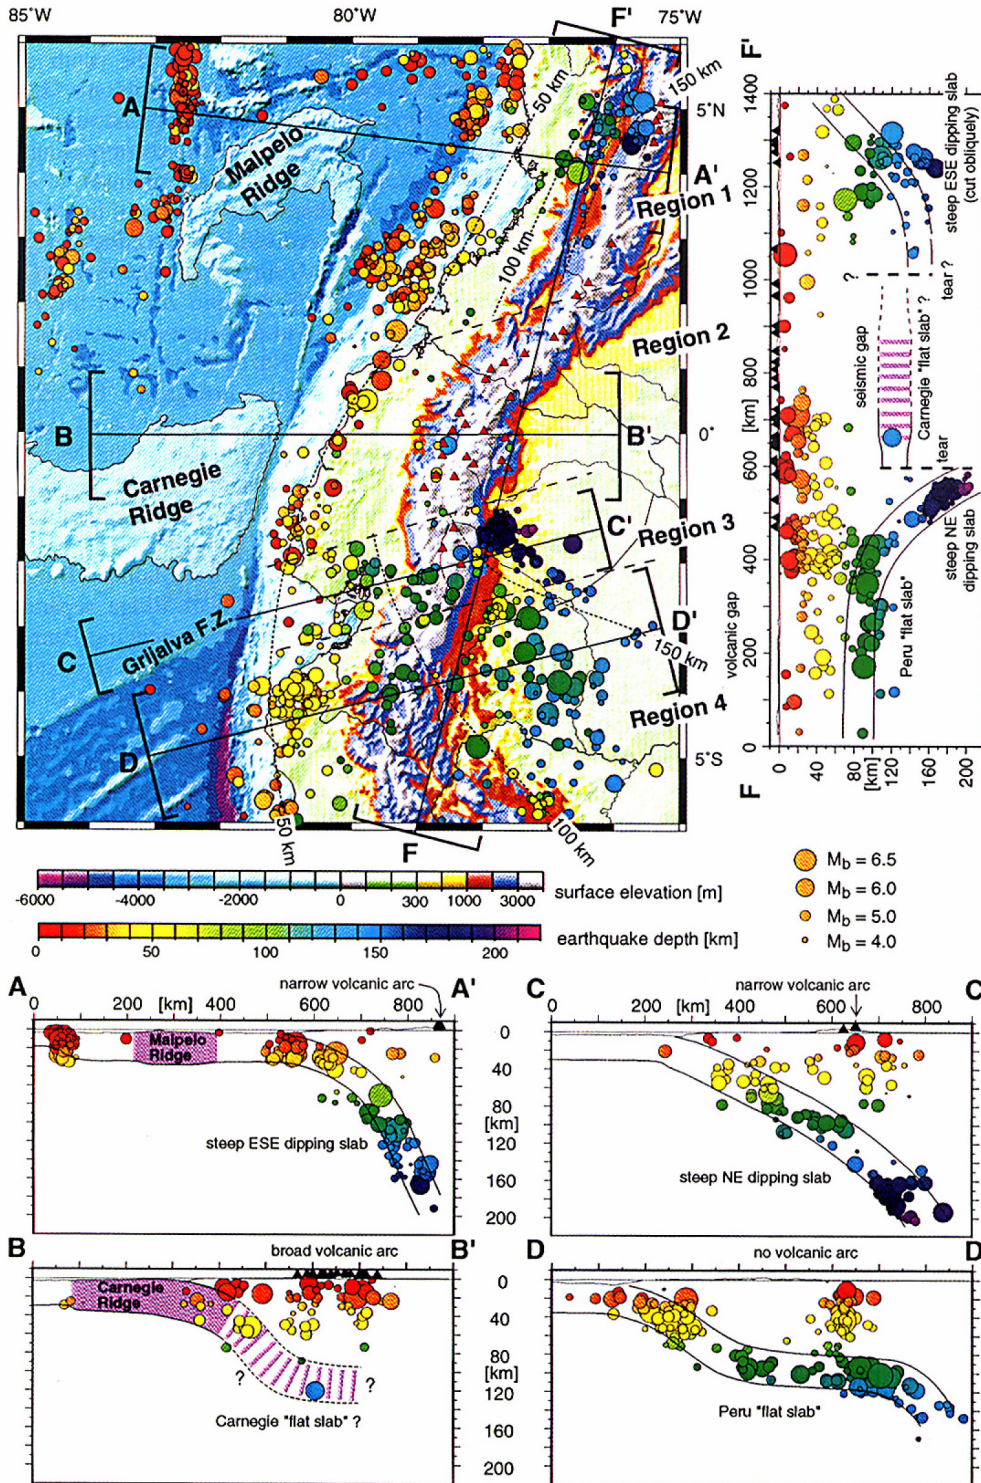 85°W
80°W
75°W
F'
A
A'
Malpelo
Ridge
50 km
150 km
5°N
Region 1
100 km
Region 2
B
B'
0°
Carnegie
Ridge
C'
Region 3
Grijalva F.Z.
C
D'
150 km
Region 4
D
5°S
50 km
F
100 km
F'
1400
1200
1000
800
[km]
600
400
200
0
F
0
40
80
[km]
120
160
200
steep ESE dipping slab
(cut obliquely)
tear ?
?
Carnegie "flat slab" ?
seismic gap
tear
steep NE
dipping slab
Peru "flat slab"
volcanic gap
-6000
-4000
-2000
0
300
1000
3000
surface elevation [m]
0
50
100
150
200
earthquake depth [km]
Mb = 6.5
Mb = 6.0
Mb = 5.0
Mb = 4.0
A
0
200
[km]
400
600
800
A'
narrow volcanic arc
Malpelo
Ridge
steep ESE dipping slab
0
40
80
[km]
120
160
200
C
200
[km]
400
600
800
C
narrow volcanic arc
steep NE dipping slab
B
B'
broad volcanic arc
Carnegie
Ridge
?
?
Carnegie "flat slab" ?
0
40
80
[km]
120
160
200
D
D
no volcanic arc
Peru "flat slab"